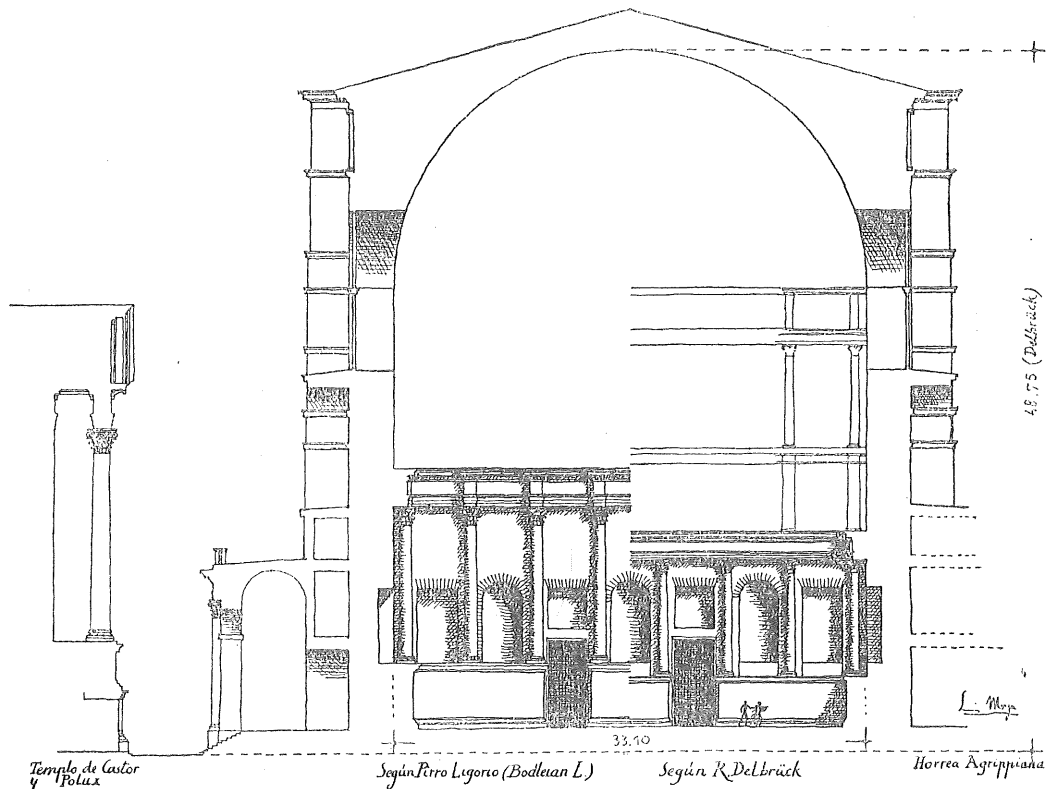 48.75 (Delbrück)
33.10
Templo de Castor
y Polux
Según Pirro Ligorio (Bodleian L.)
Según R. Delbrück
Horrea Agrippiana